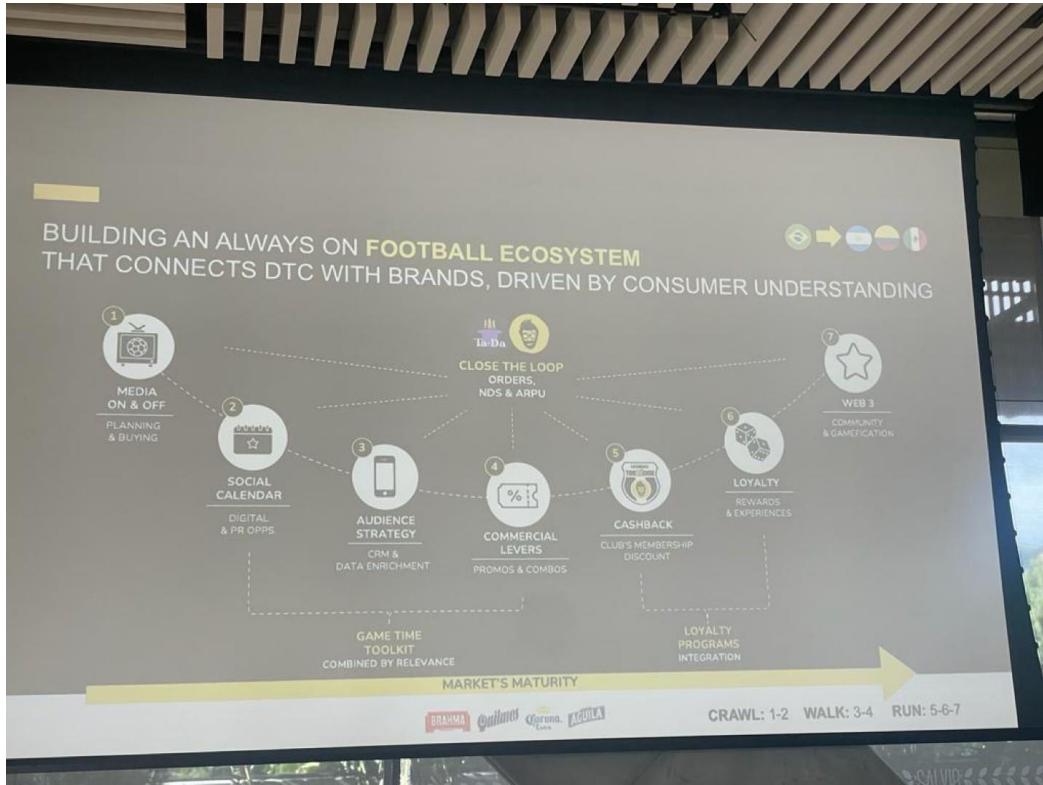 BUILDING AN ALWAYS ON FOOTBALL ECOSYSTEM
THAT CONNECTS DTC WITH BRANDS, DRIVEN BY CONSUMER UNDERSTANDING
1
MEDIA
ON & OFF
PLANNING
& BUYING
2
SOCIAL
CALENDAR
DIGITAL
& PR OPPS
3
AUDIENCE
STRATEGY
CRM &
DATA ENRICHMENT
Ta-Da
CLOSE THE LOOP
ORDERS,
NDS & ARPU
4
%
COMMERCIAL
LEVERS
PROMOS & COMBOS
5
CASHBACK
CLUB'S MEMBERSHIP
DISCOUNT
6
LOYALTY
REWARDS
& EXPERIENCES
7
WEB 3
COMMUNITY
& GAMEFICATION
GAME TIME
TOOLKIT
COMBINED BY RELEVANCE
LOYALTY
PROGRAMS
INTEGRATION
MARKET'S MATURITY
BRAHMA Quilmes Corona Extra AGUILA
CRAWL: 1-2 WALK: 3-4 RUN: 5-6-7